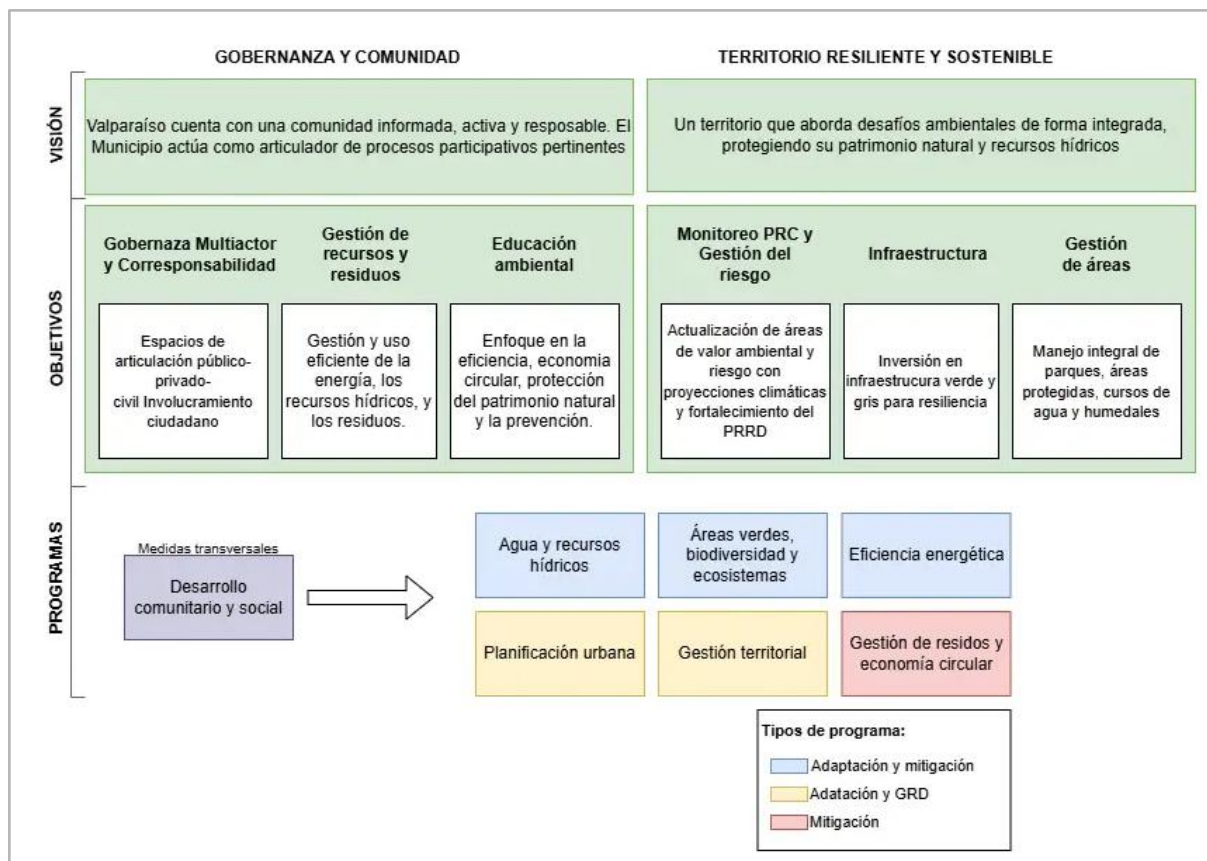 GOBERNANZA Y COMUNIDAD
TERRITORIO RESILIENTE Y SOSTENIBLE
VISIÓN
Valparaíso cuenta con una comunidad informada, activa y resposable. El
Municipio actúa como articulador de procesos participativos pertinentes
Un territorio que aborda desafíos ambientales de forma integrada,
protegiendo su patrimonio natural y recursos hídricos
OBJETIVOS
Gobernaza Multiactor
y Corresponsabilidad
Espacios de
articulación público-
privado-
civil Involucramiento
ciudadano
Gestión de
recursos y
residuos
Gestión y uso
eficiente de la
energía, los
recursos hídricos, y
los residuos.
Educación
ambiental
Enfoque en la
eficiencia, economia
circular, protección
del patrimonio natural
y la prevención.
Monitoreo PRC y
Gestión del
riesgo
Actualización de áreas
de valor ambiental y
riesgo con
proyecciones climáticas
y fortalecimiento del
PRRD
Infraestructura
Inversión en
infraestrucura verde y
gris para resiliencia
Gestión
de áreas
Manejo integral de
parques, áreas
protegidas, cursos de
agua y humedales
PROGRAMAS
Medidas transversales
Desarrollo
comunitario y social
Agua y recursos
hídricos
Áreas verdes,
biodiversidad y
ecosistemas
Eficiencia energética
Planificación urbana
Gestión territorial
Gestión de residos y
economía circular
Tipos de programa:
Adaptación y mitigación
Adatación y GRD
Mitigación